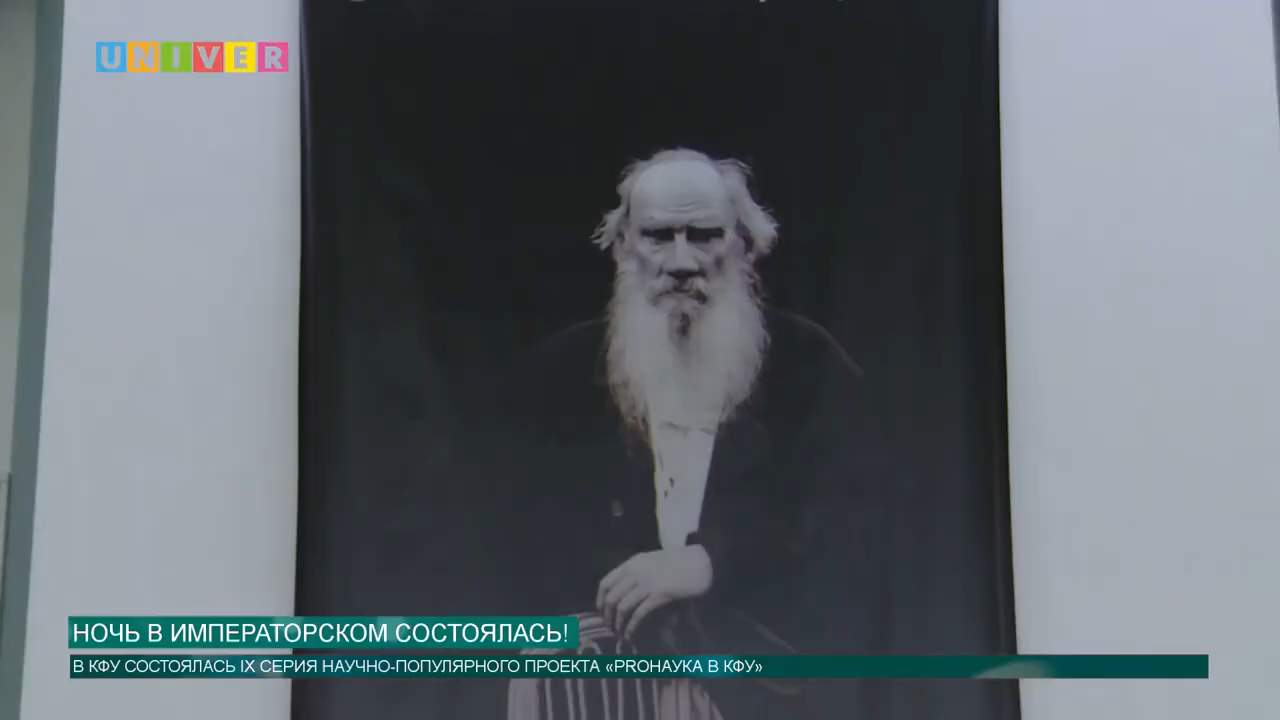 UNIVER
НОЧЬ В ИМПЕРАТОРСКОМ СОСТОЯЛАСЬ!
В КФУ СОСТОЯЛАСЬ IX СЕРИЯ НАУЧНО-ПОПУЛЯРНОГО ПРОЕКТА «PROНАУКА В КФУ»